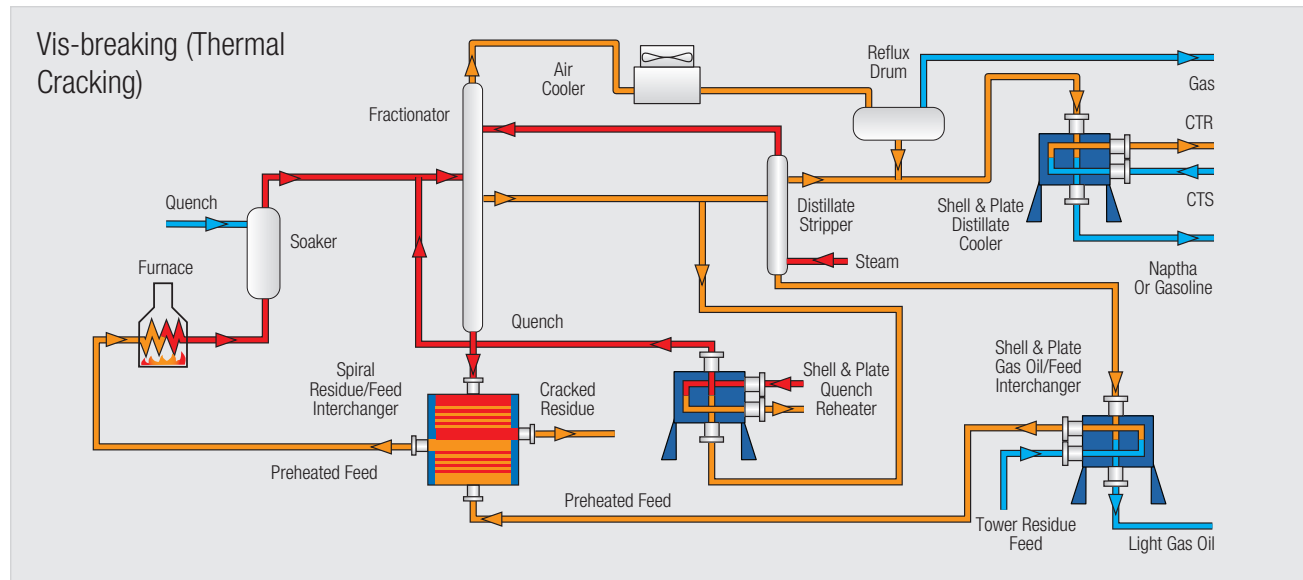 Vis-breaking (Thermal
Cracking)
Air
Cooler
Reflux
Drum
Gas
Fractionator
CTR
CTS
Quench
Soaker
Distillate
Stripper
Shell & Plate
Distillate
Cooler
Furnace
Steam
Naptha
Or Gasoline
Quench
Spiral
Residue/Feed
Interchanger
Cracked
Residue
Shell & Plate
Quench
Reheater
Shell & Plate
Gas Oil/Feed
Interchanger
Preheated Feed
Preheated Feed
Tower Residue
Feed
Light Gas Oil